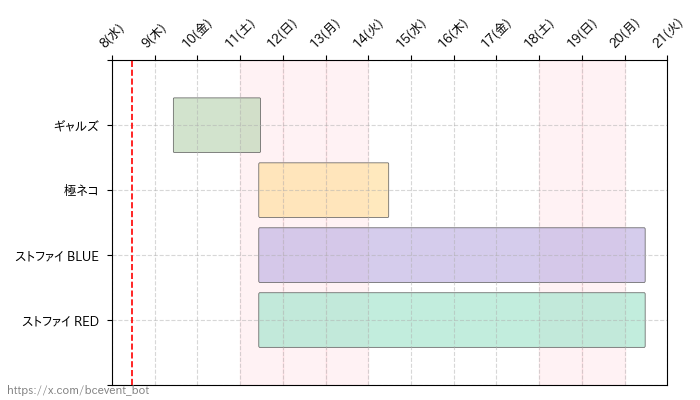 8(水)
9(木)
10(金)
11(土)
12(日)
13(月)
14(火)
15(水)
16(木)
17(金)
18(土)
19(日)
20(月)
21(火)
ギャルズ
極ネコ
ストファイ BLUE
ストファイ RED
https://x.com/bcevent_bot